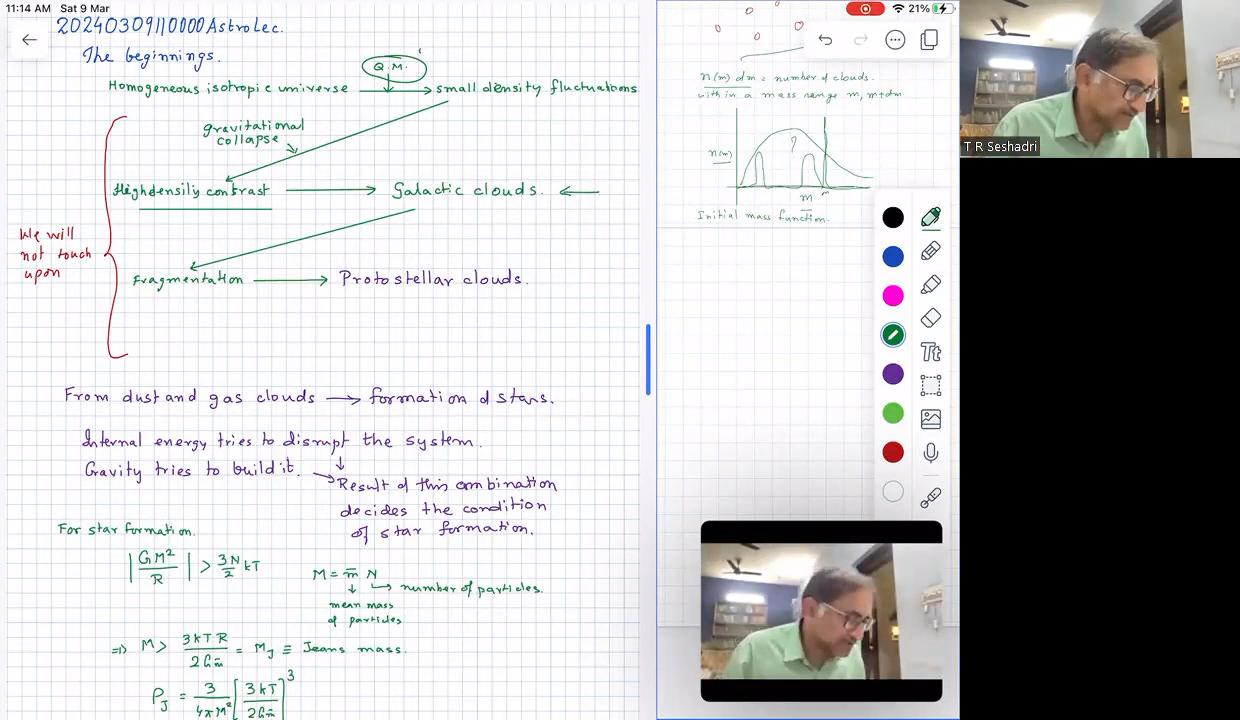 11:14 AM Sat 9 Mar
21%
20240309110000AstroLec.
The beginnings.
Q.M.
Homogeneous isotropic universe → small density fluctuations
gravitational
collapse
High density contrast → Galactic clouds. ←
We will
not touch
upon
Fragmentation → Protostellar clouds.
From dust and gas clouds → formation of stars.
Internal energy tries to disrupt the system.
Gravity tries to build it.
Result of this combination
decides the condition
of star formation.
For star formation.
|GM²/R| > 3N/2 kT
M = m̄ N
number of particles.
mean mass
of particles
⇒ M > 3kTR/2Gm̄ = M_J ≡ Jeans mass.
ρ_J = 3/4πM² [3kT/2Gm̄]³
n(m) dm = number of clouds.
with in a mass range m, m+dm
n(m)
?
m
Initial mass function.
Tt
T R Seshadri